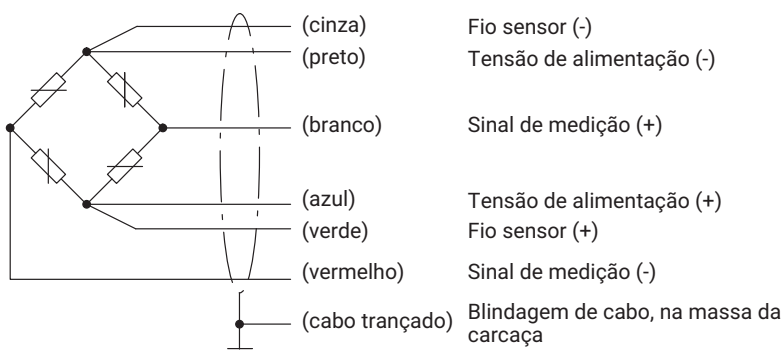 (cinza) Fio sensor (-)
(preto) Tensão de alimentação (-)
(branco) Sinal de medição (+)
(azul) Tensão de alimentação (+)
(verde) Fio sensor (+)
(vermelho) Sinal de medição (-)
(cabo trançado) Blindagem de cabo, na massa da
carcaça